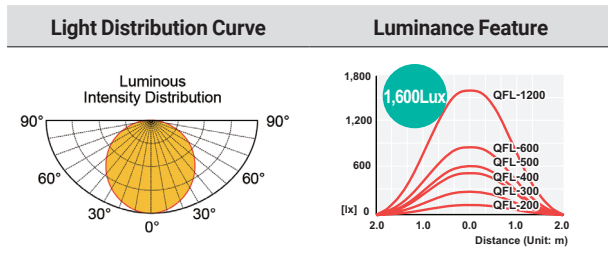 Light Distribution Curve
Luminous
Intensity Distribution
90° 90°
60° 60°
30° 30°
0°
Luminance Feature
1,600Lux
1,800
1,200
600
[lx] 0
QFL-1200
QFL-600
QFL-500
QFL-400
QFL-300
QFL-200
2.0 1.0 0.0 1.0 2.0
Distance (Unit: m)